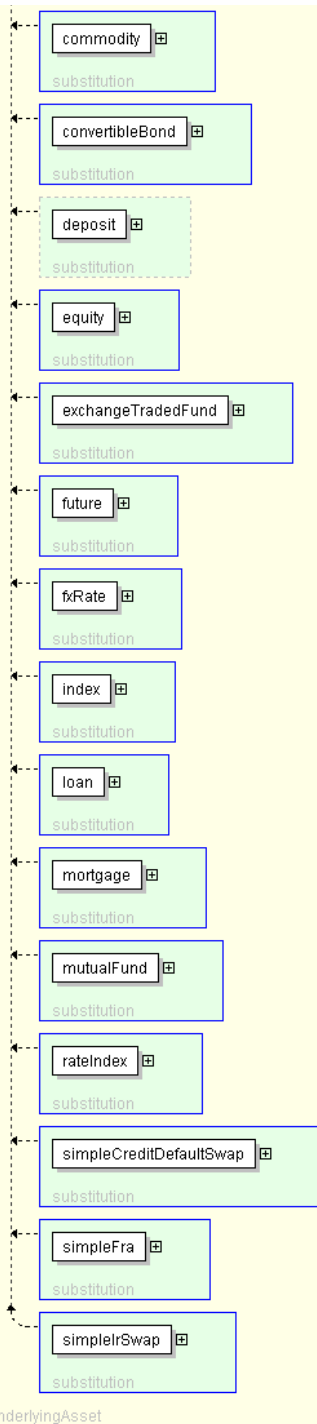 commodity
substitution
convertibleBond
substitution
deposit
substitution
equity
substitution
exchangeTradedFund
substitution
future
substitution
fxRate
substitution
index
substitution
loan
substitution
mortgage
substitution
mutualFund
substitution
rateIndex
substitution
simpleCreditDefaultSwap
substitution
simpleFra
substitution
simpleIrSwap
substitution
nderlyingAsset